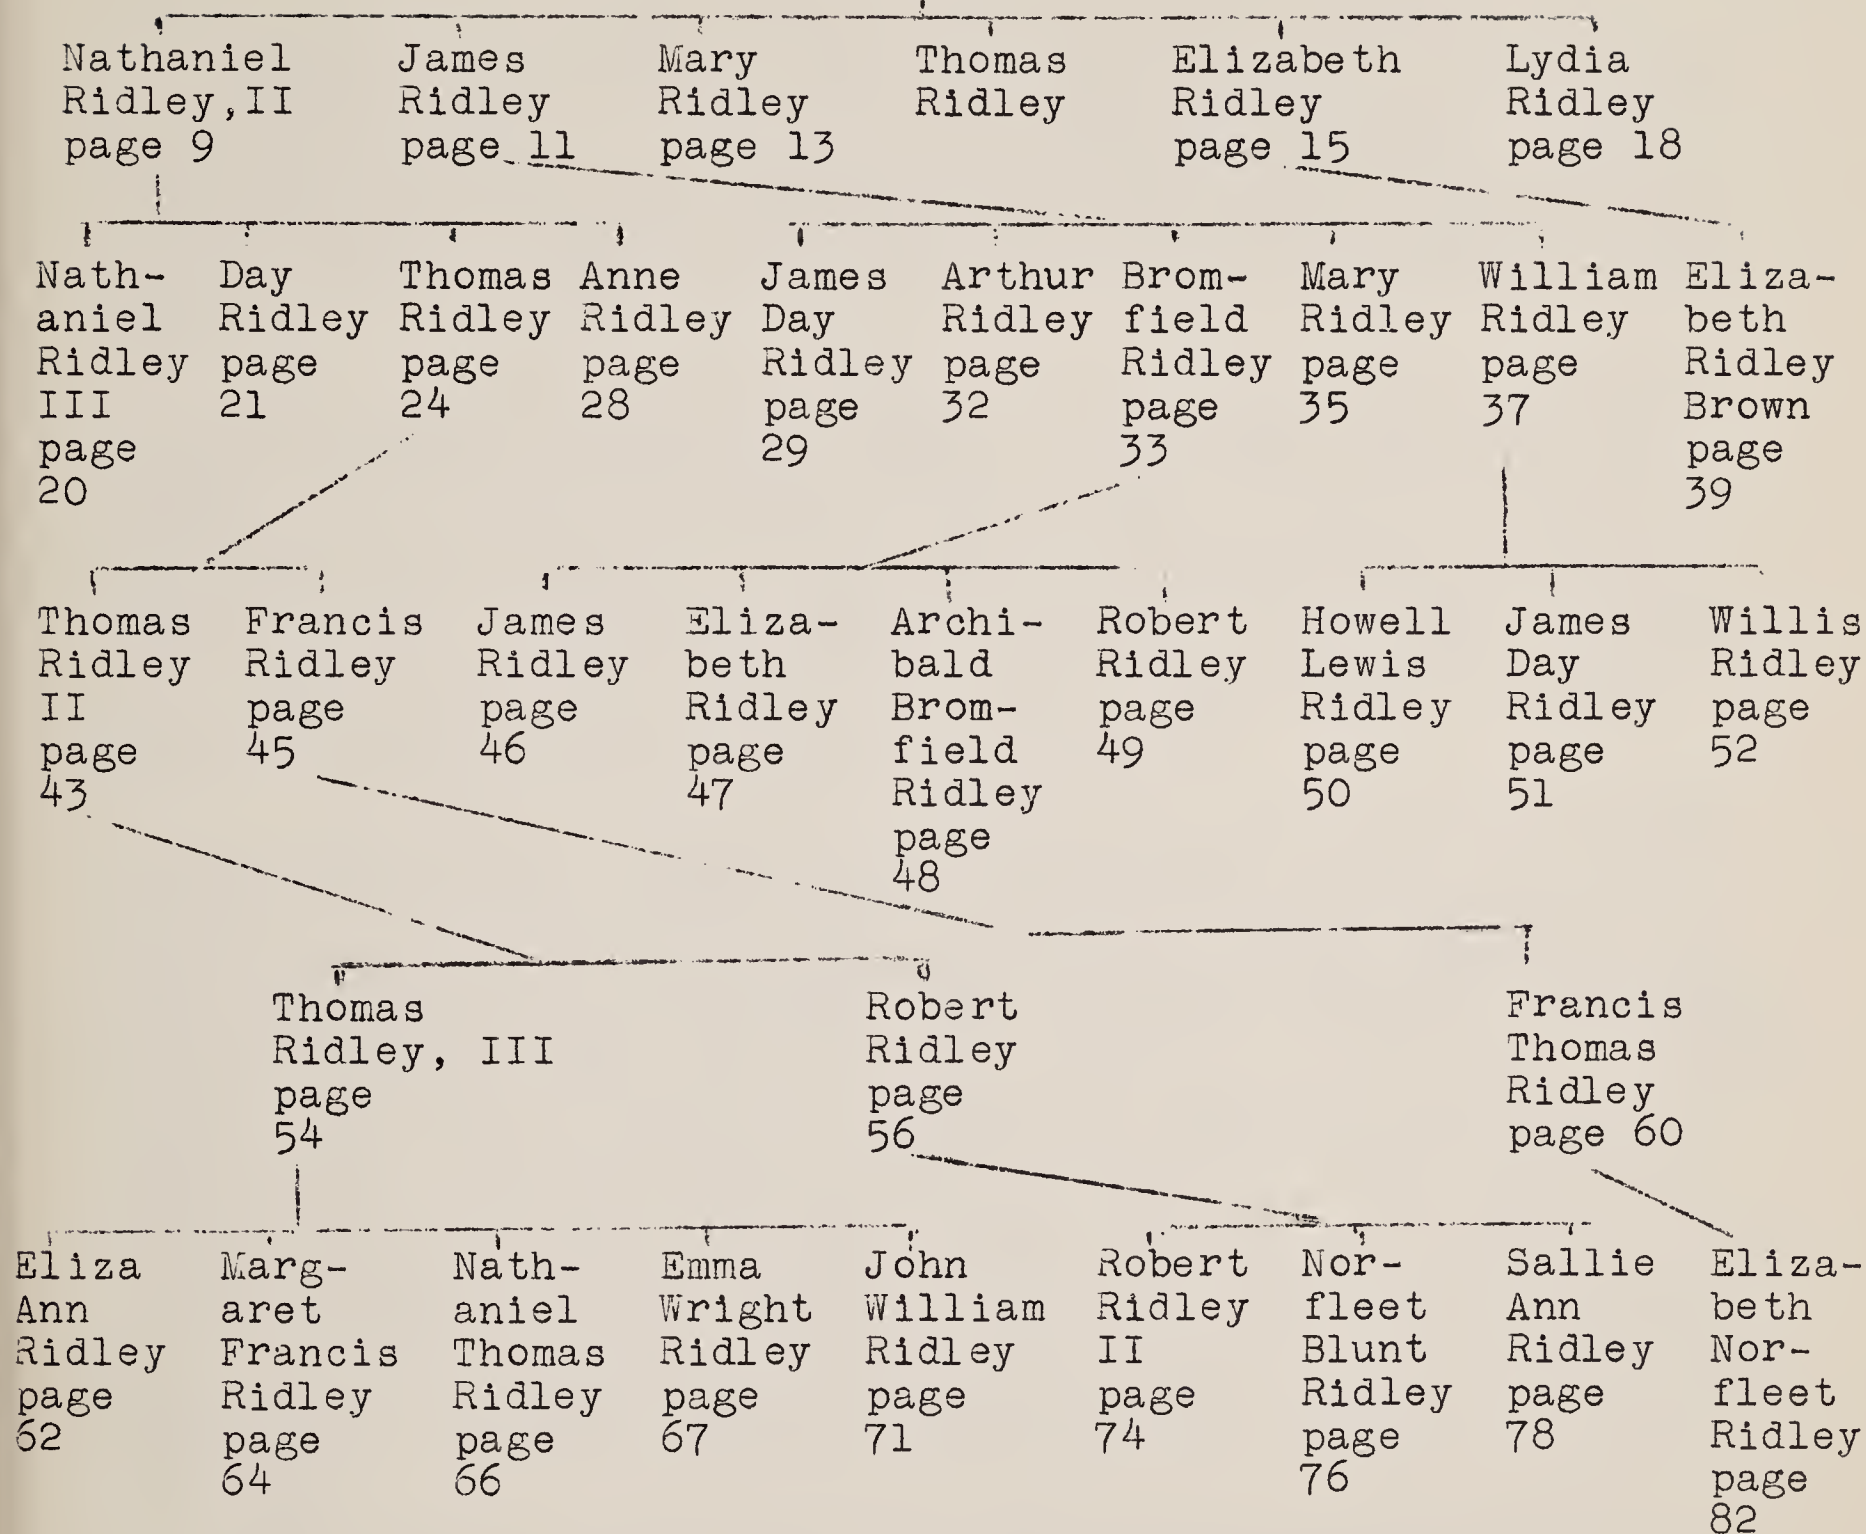 Nathaniel
Ridley,II
page 9
James
Ridley
page 11
Mary
Ridley
page 13
Thomas
Ridley
Elizabeth
Ridley
page 15
Lydia
Ridley
page 18
Nath-
aniel
Ridley
III
page
20
Day
Ridley
page
21
Thomas
Ridley
page
24
Anne
Ridley
page
28
James
Day
Ridley
page
29
Arthur
Ridley
page
32
Brom-
field
Ridley
page
33
Mary
Ridley
page
35
William
Ridley
page
37
Eliza-
beth
Ridley
Brown
page
39
Thomas
Ridley
II
page
43
Francis
Ridley
page
45
James
Ridley
page
46
Eliza-
beth
Ridley
page
47
Archi-
bald
Brom-
field
Ridley
page
48
Robert
Ridley
page
49
Howell
Lewis
Ridley
page
50
James
Day
Ridley
page
51
Willis
Ridley
page
52
Thomas
Ridley, III
page
54
Robert
Ridley
page
56
Francis
Thomas
Ridley
page 60
Eliza
Ann
Ridley
page
62
Marg-
aret
Francis
Ridley
page
64
Nath-
aniel
Thomas
Ridley
page
66
Emma
Wright
Ridley
page
67
John
William
Ridley
page
71
Robert
Ridley
II
page
74
Nor-
fleet
Blunt
Ridley
page
76
Sallie
Ann
Ridley
page
78
Eliza-
beth
Nor-
fleet
Ridley
page
82